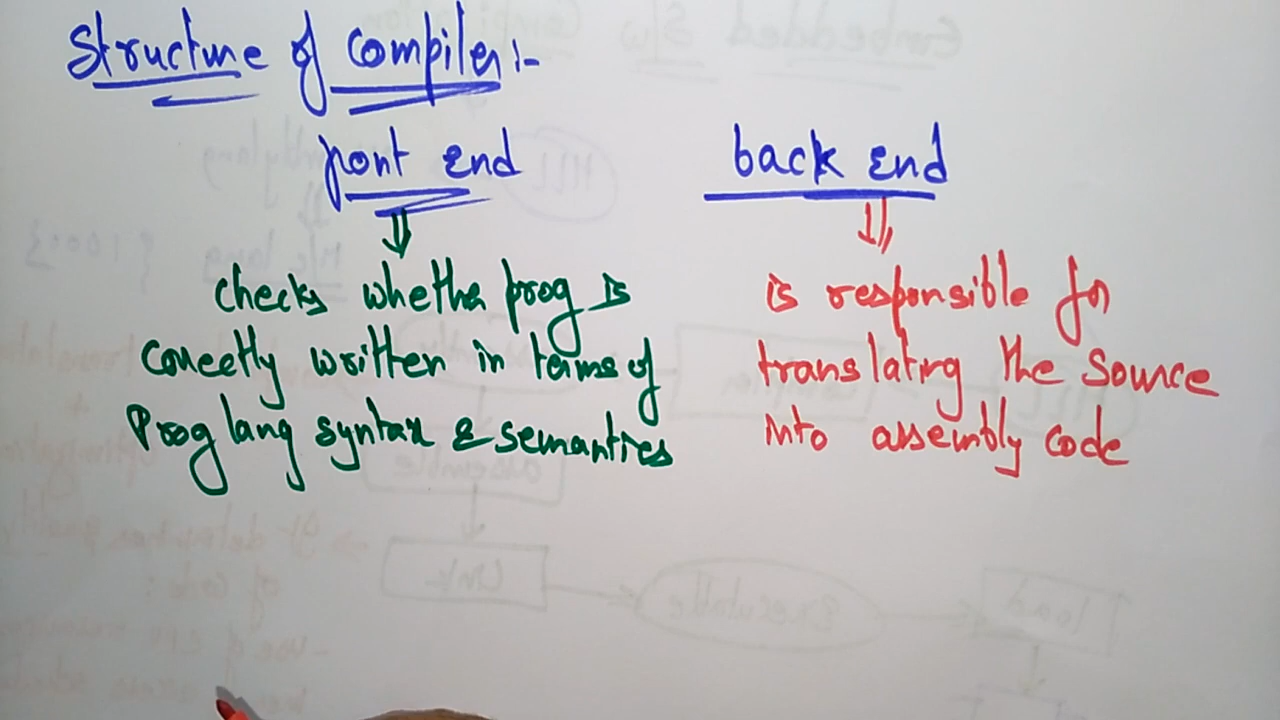 Structure of compiler:-
front end
back end
checks whether prog is
correctly written in terms of
Prog lang syntax & semantics
is responsible for
translating the source
into assembly code